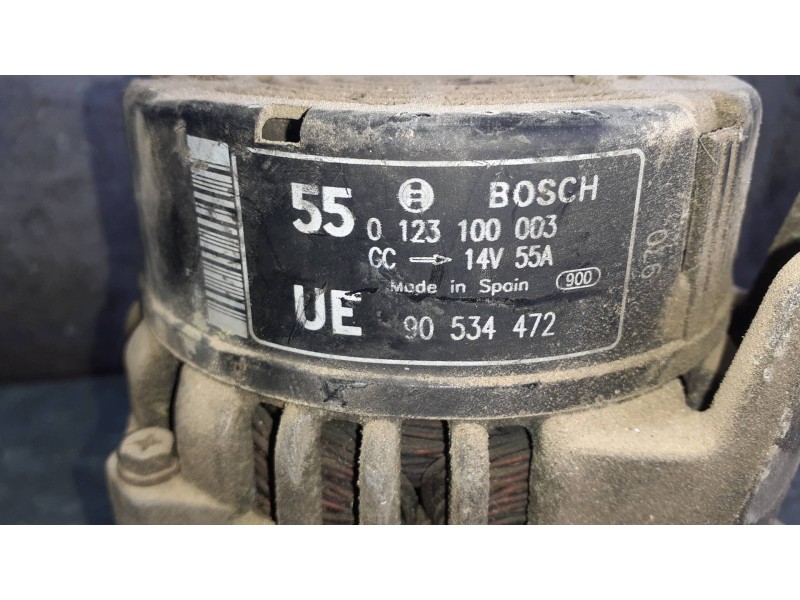 55 BOSCH
0 123 100 003
GC → 14V 55A
Made in Spain 900
UE 90 534 472